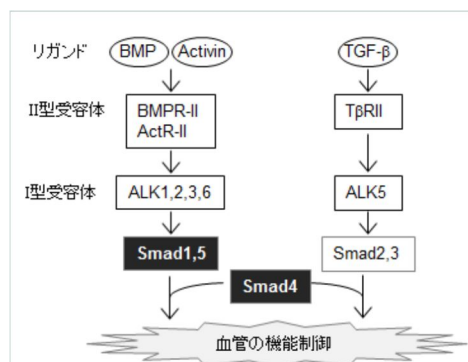 リガンド BMP Activin TGF-β
II型受容体 BMPR-II TβRII
ActR-II
I型受容体 ALK1,2,3,6 ALK5
Smad1,5 Smad2,3
Smad4
血管の機能制御